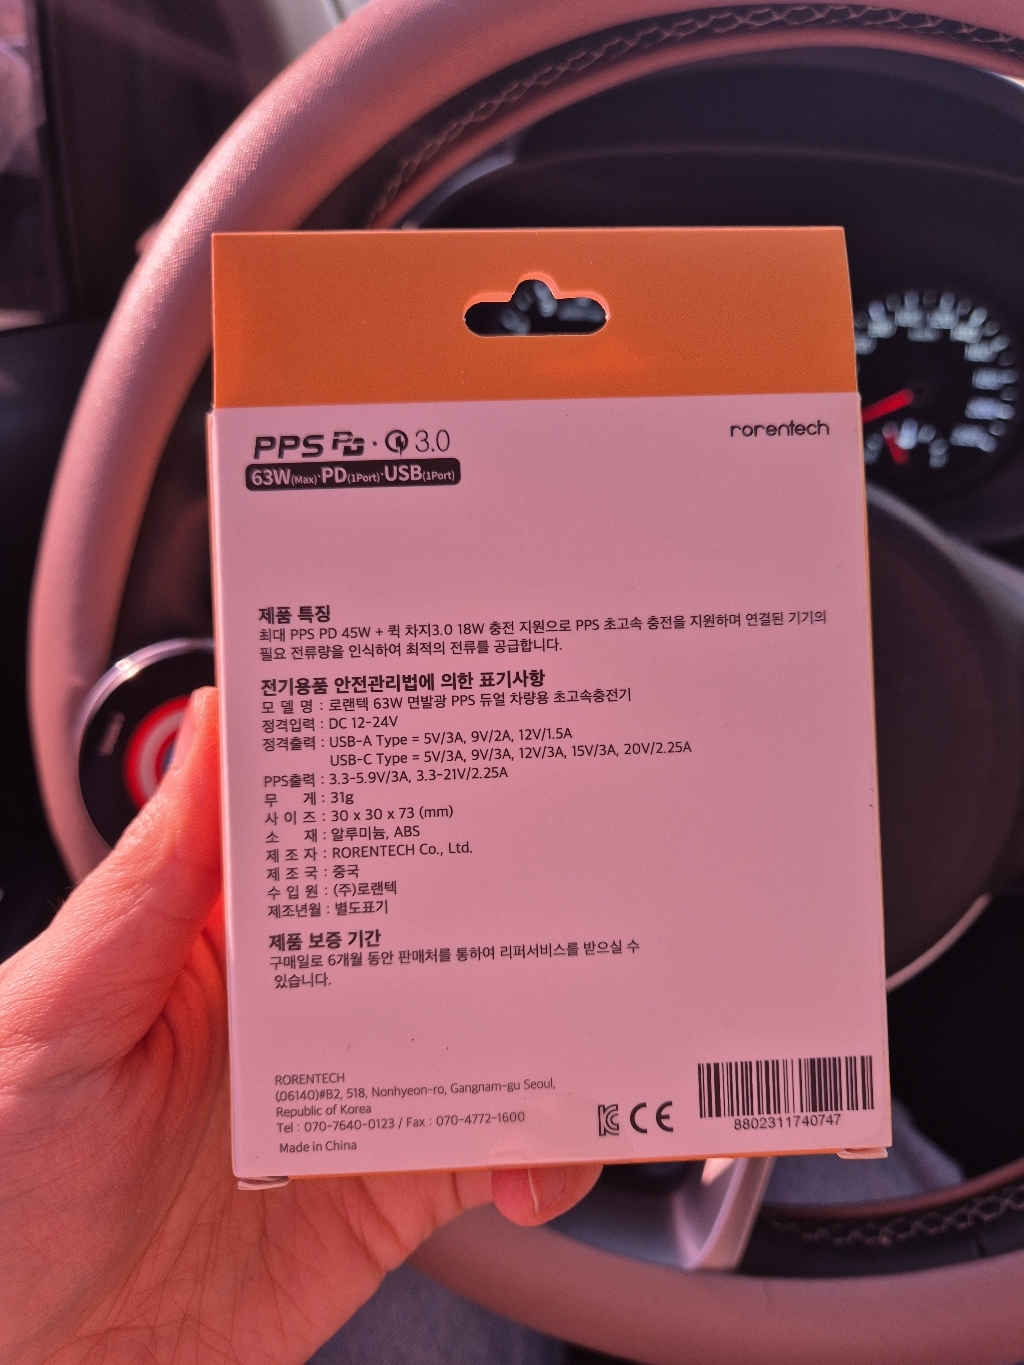 PPS PD · 3.0
rorentech
63W(Max)·PD(1Port)·USB(1Port)
제품 특징
최대 PPS PD 45W + 퀵 차지3.0 18W 충전 지원으로 PPS 초고속 충전을 지원하며 연결된 기기의
필요 전류량을 인식하여 최적의 전류를 공급합니다.
전기용품 안전관리법에 의한 표기사항
모 델 명 : 로랜텍 63W 면발광 PPS 듀얼 차량용 초고속충전기
정격입력 : DC 12-24V
정격출력 : USB-A Type = 5V/3A, 9V/2A, 12V/1.5A
USB-C Type = 5V/3A, 9V/3A, 12V/3A, 15V/3A, 20V/2.25A
PPS출력 : 3.3-5.9V/3A, 3.3-21V/2.25A
무 게 : 31g
사 이 즈 : 30 x 30 x 73 (mm)
소 재 : 알루미늄, ABS
제 조 자 : RORENTECH Co., Ltd.
제 조 국 : 중국
수 입 원 : (주)로랜텍
제조년월 : 별도표기
제품 보증 기간
구매일로 6개월 동안 판매처를 통하여 리퍼서비스를 받으실 수
있습니다.
RORENTECH
(06140)#B2, 518, Nonhyeon-ro, Gangnam-gu Seoul,
Republic of Korea
Tel : 070-7640-0123 / Fax : 070-4772-1600
Made in China
KC CE
8802311740747